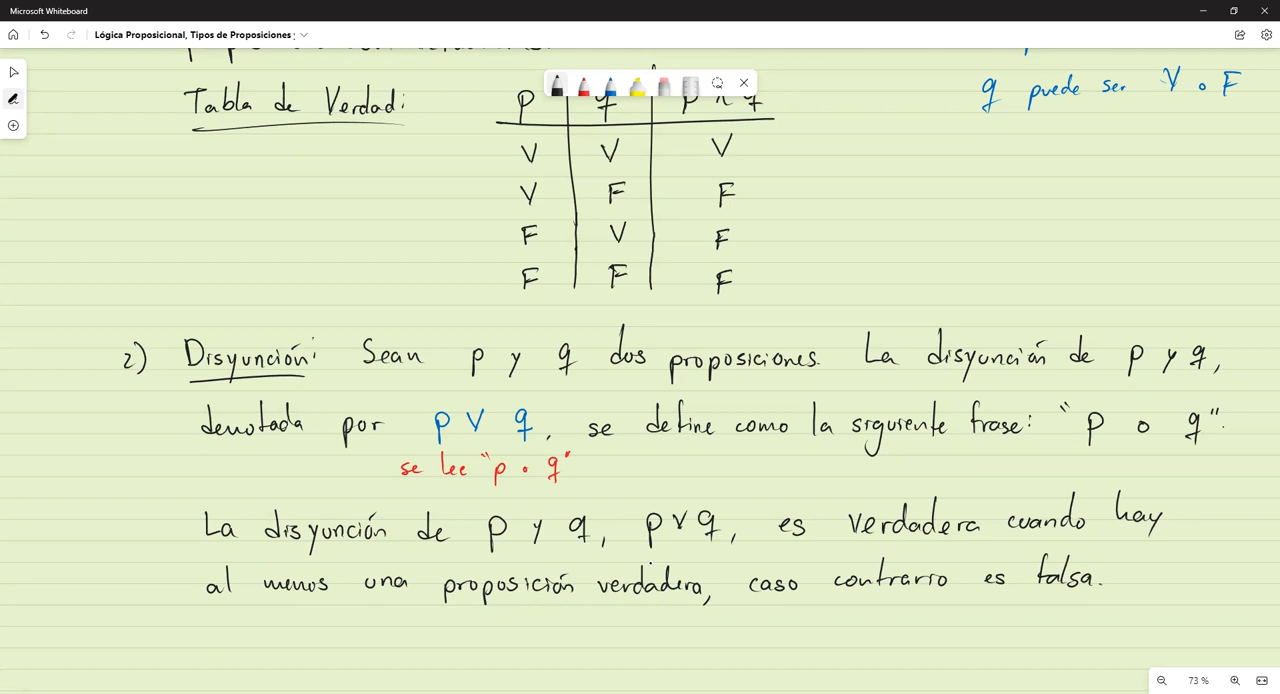 Microsoft Whiteboard
Lógica Proposicional, Tipos de Proposiciones
q puede ser V o F
Tabla de Verdad:
p q p ∧ q
V V V
V F F
F V F
F F F
2) Disyunción: Sean p y q dos proposiciones. La disyunción de p y q,
denotada por p ∨ q, se define como la siguiente frase: "p o q".
se lee "p o q"
La disyunción de p y q, p ∨ q, es verdadera cuando hay
al menos una proposición verdadera, caso contrario es falsa.
73 %